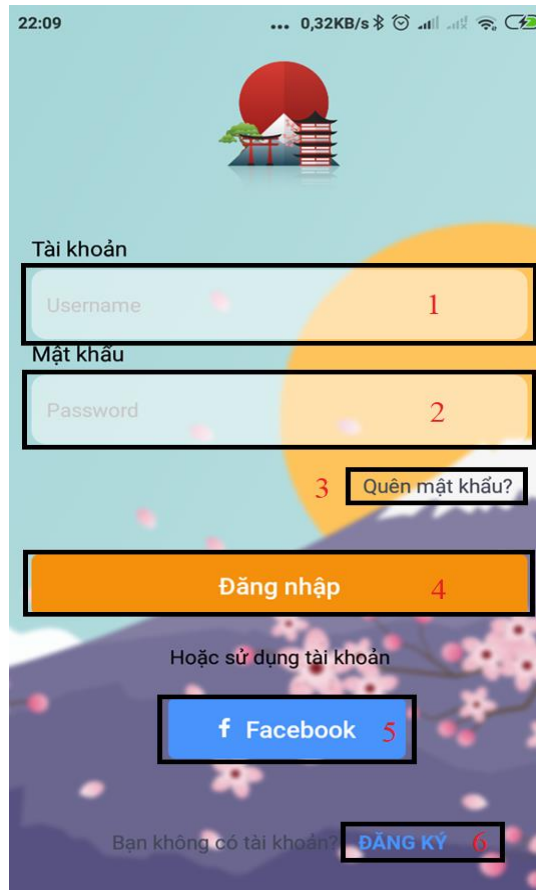 22:09 ... 0,32KB/s
Tài khoản
Username 1
Mật khẩu
Password 2
3 Quên mật khẩu?
Đăng nhập 4
Hoặc sử dụng tài khoản
f Facebook 5
Bạn không có tài khoản? ĐĂNG KÝ 6